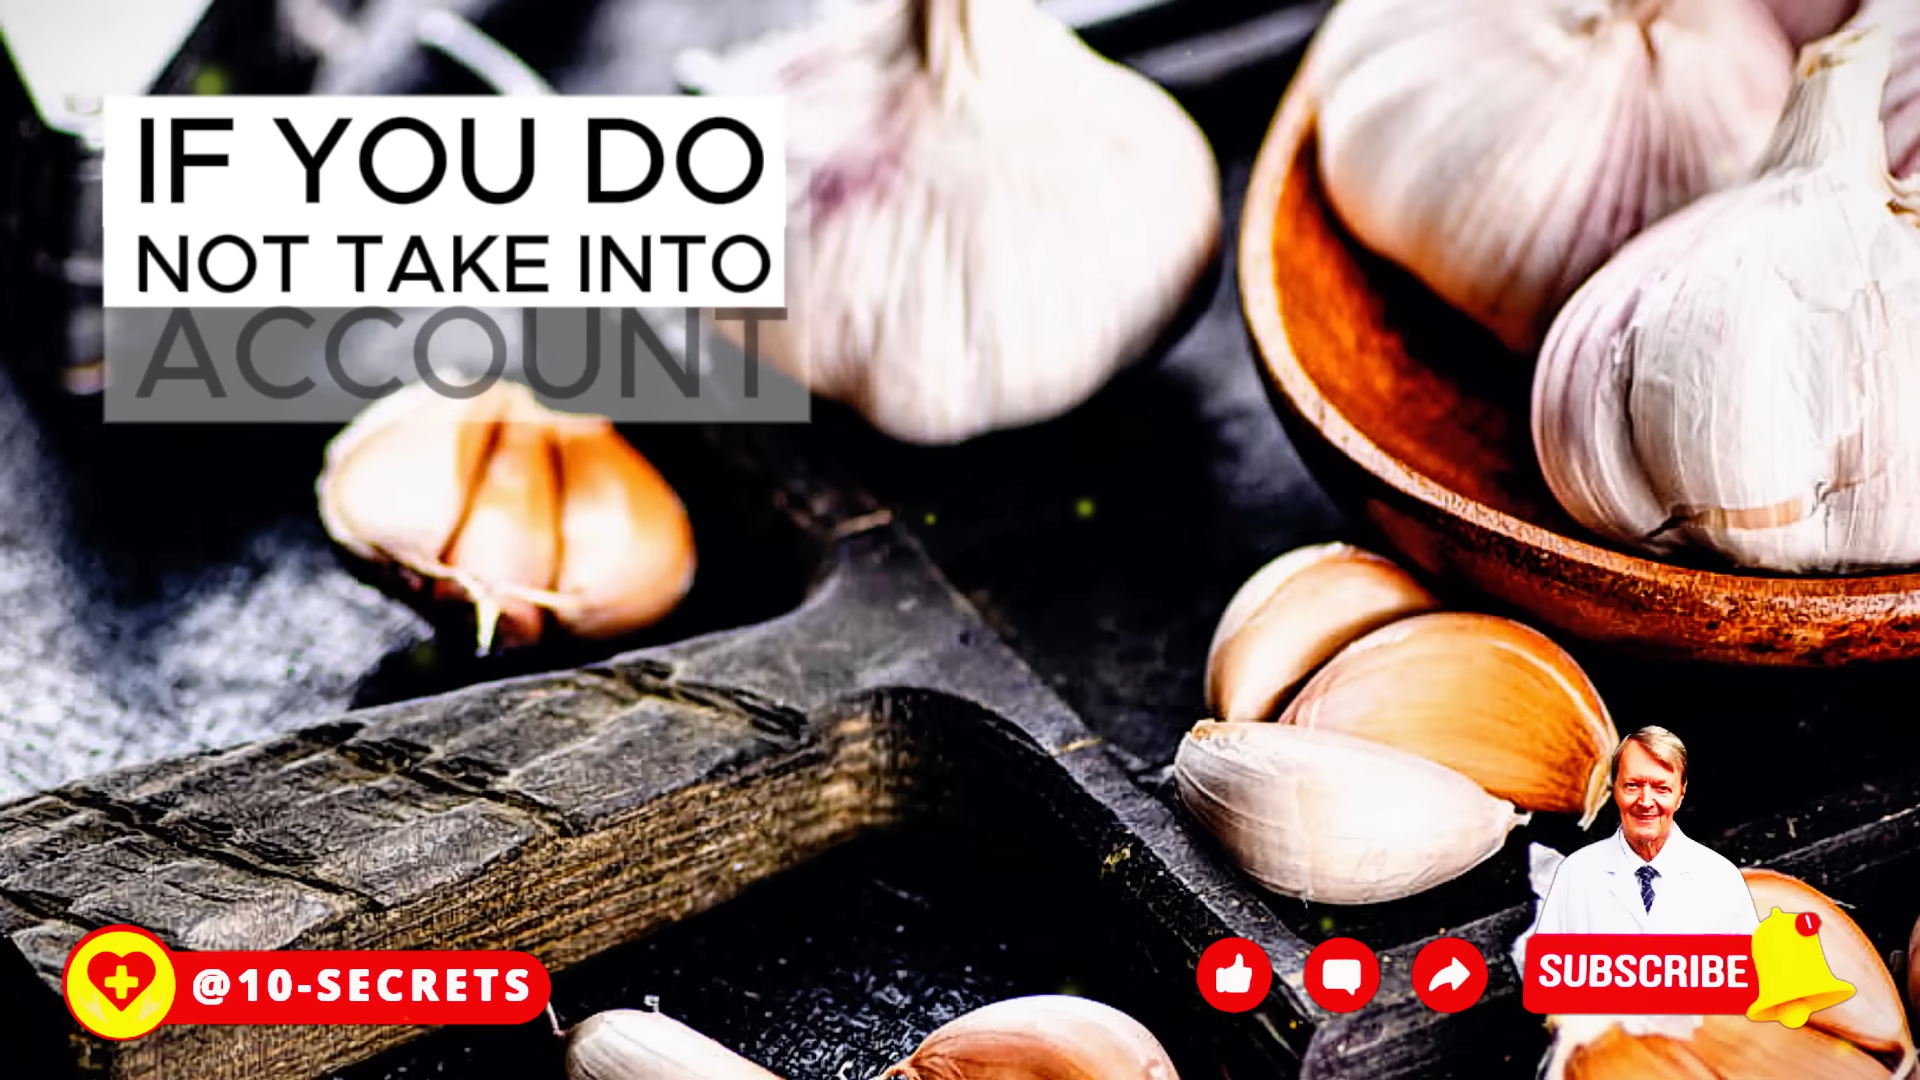 IF YOU DO
NOT TAKE INTO
ACCOUNT
@10-SECRETS
SUBSCRIBE